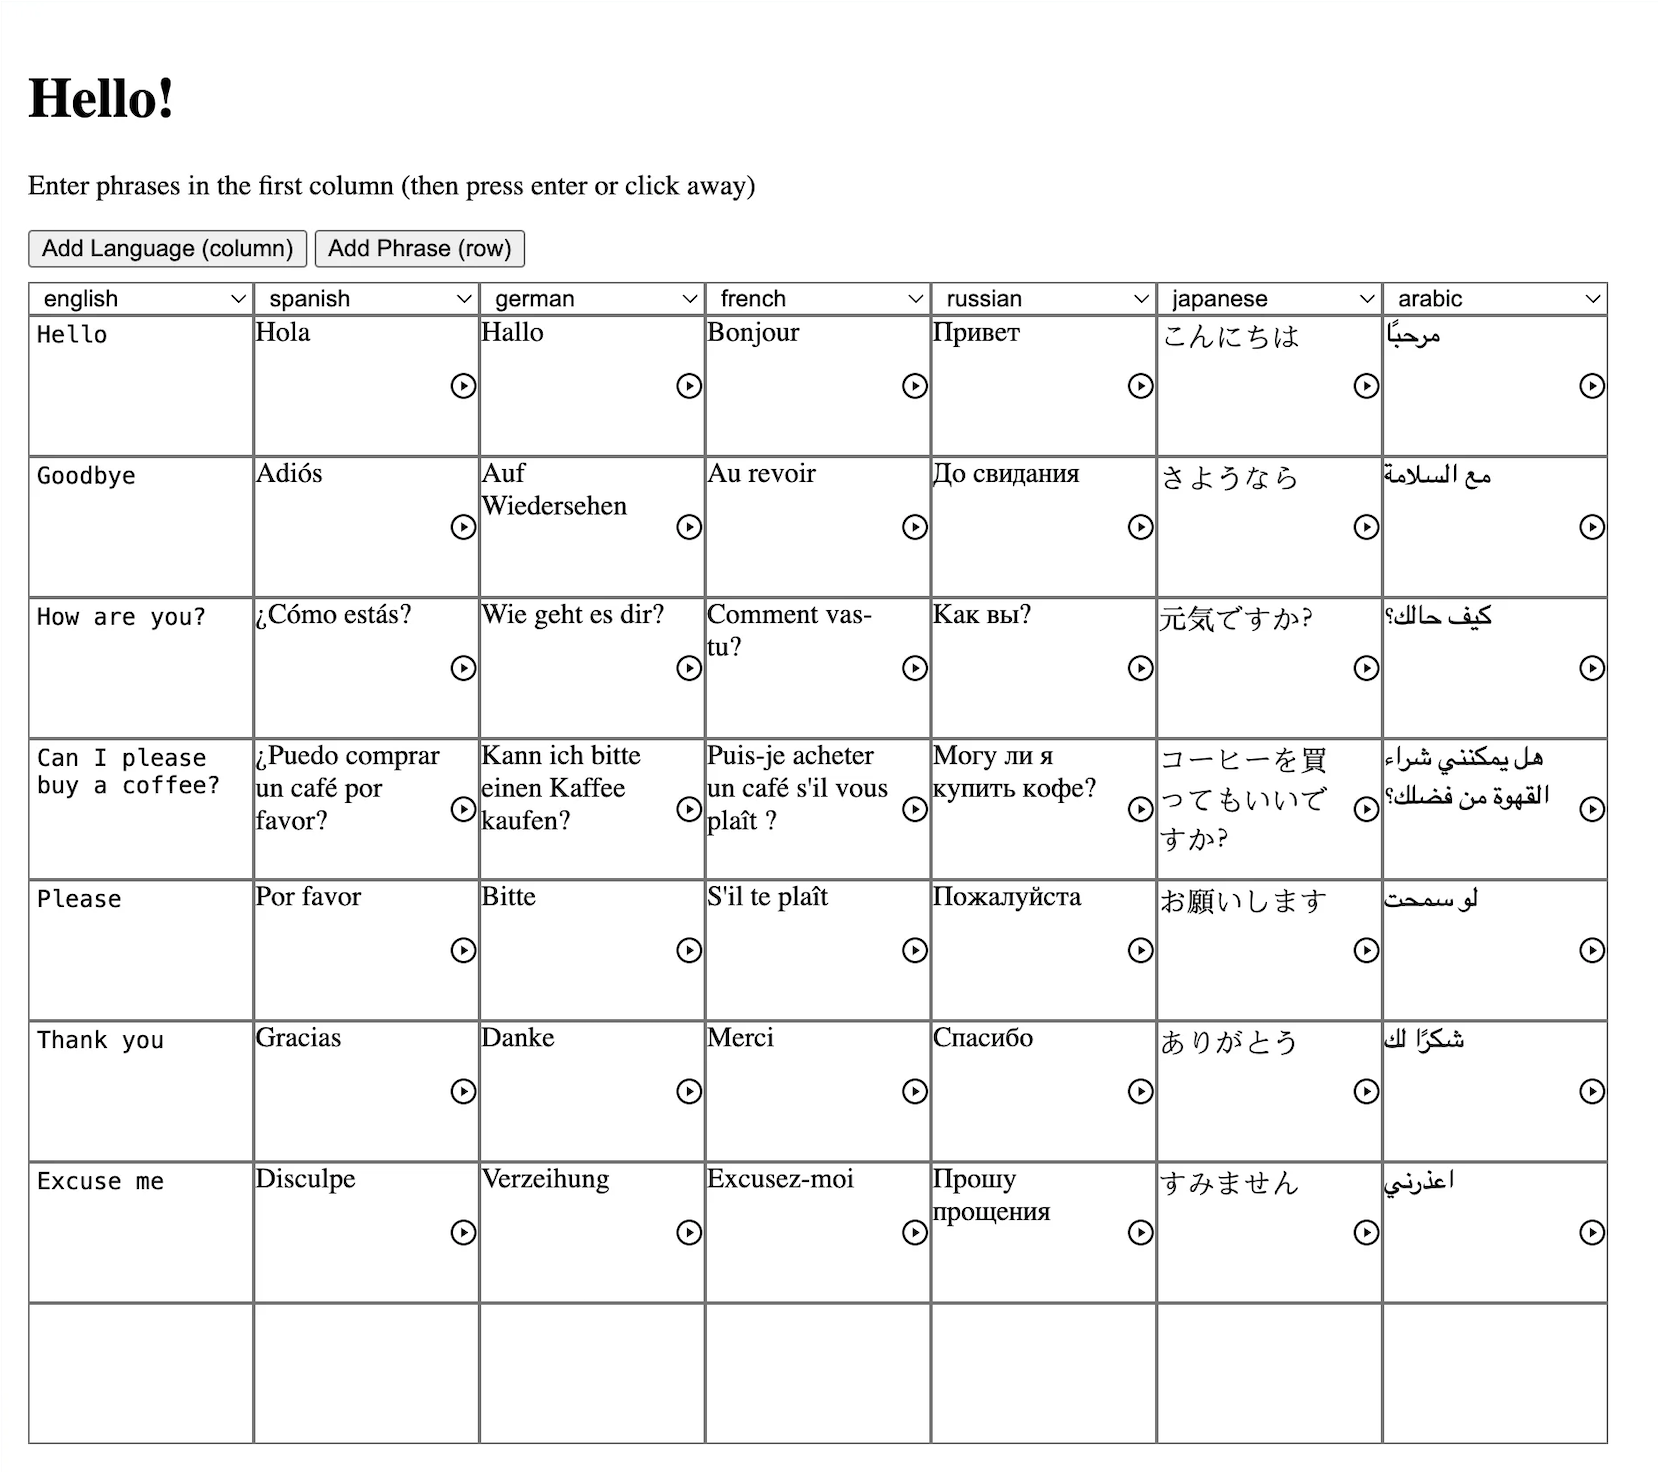 Hello!
Enter phrases in the first column (then press enter or click away)
Add Language (column) Add Phrase (row)
english spanish german french russian japanese arabic
Hello
Hola
Hallo
Bonjour
Привет
こんにちは
مرحبًا
Goodbye
Adiós
Auf
Wiedersehen
Au revoir
До свидания
さようなら
مع السلامة
How are you?
¿Cómo estás?
Wie geht es dir?
Comment vas-
tu?
Как вы?
元気ですか?
كيف حالك؟
Can I please
buy a coffee?
¿Puedo comprar
un café por
favor?
Kann ich bitte
einen Kaffee
kaufen?
Puis-je acheter
un café s'il vous
plaît ?
Могу ли я
купить кофе?
コーヒーを買
ってもいいで
すか?
هل يمكنني شراء
القهوة من فضلك؟
Please
Por favor
Bitte
S'il te plaît
Пожалуйста
お願いします
لو سمحت
Thank you
Gracias
Danke
Merci
Спасибо
ありがとう
شكرًا لك
Excuse me
Disculpe
Verzeihung
Excusez-moi
Прошу
прощения
すみません
اعذرني